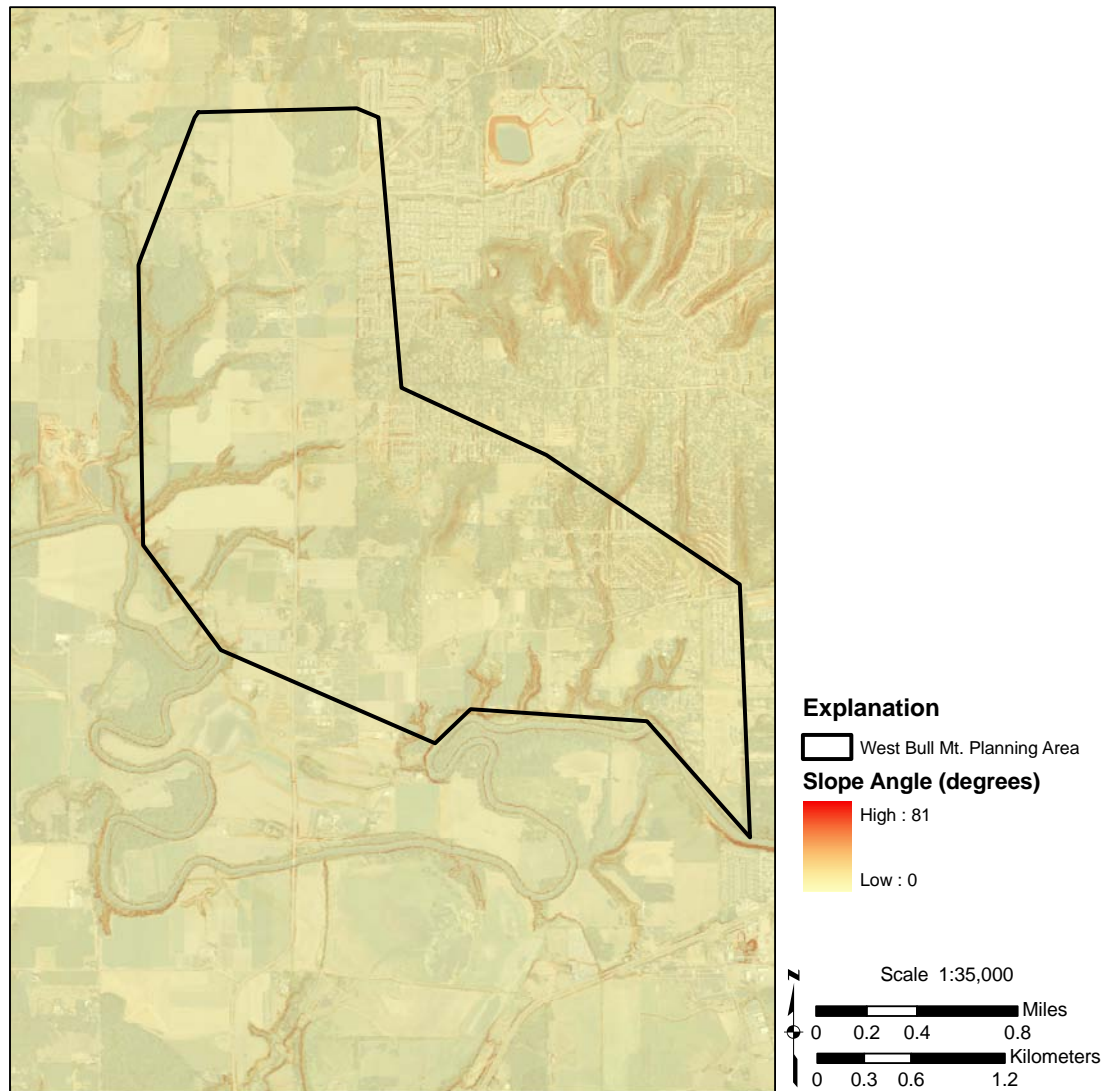 Explanation
West Bull Mt. Planning Area
Slope Angle (degrees)
High : 81
Low : 0
N
Scale 1:35,000
Miles
0 0.2 0.4 0.8
Kilometers
0 0.3 0.6 1.2